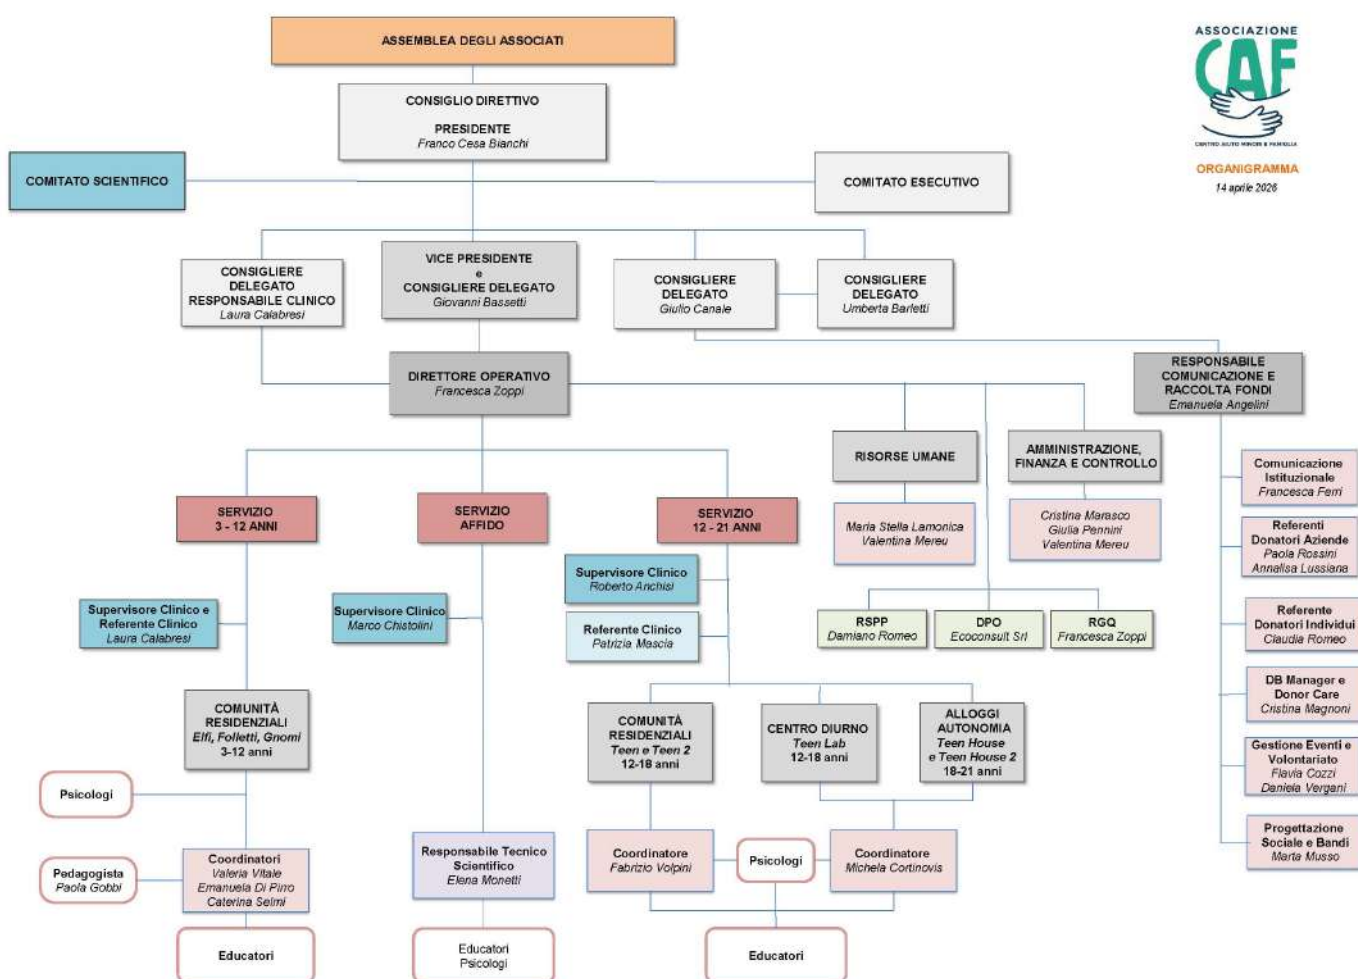 ASSEMBLEA DEGLI ASSOCIATI
ASSOCIAZIONE
CAF
CENTRO AIUTO MINORI E FAMIGLIA
ORGANIGRAMMA
14 aprile 2026
CONSIGLIO DIRETTIVO
PRESIDENTE
Franco Cesa Bianchi
COMITATO SCIENTIFICO
COMITATO ESECUTIVO
CONSIGLIERE
DELEGATO
RESPONSABILE CLINICO
Laura Calabresi
VICE PRESIDENTE
e
CONSIGLIERE DELEGATO
Giovanni Bassetti
CONSIGLIERE
DELEGATO
Giulio Canale
CONSIGLIERE
DELEGATO
Umberta Barletti
DIRETTORE OPERATIVO
Francesca Zoppi
RESPONSABILE
COMUNICAZIONE E
RACCOLTA FONDI
Emanuela Angelini
RISORSE UMANE
AMMINISTRAZIONE,
FINANZA E CONTROLLO
Maria Stella Lamonica
Valentina Mereu
Cristina Marasco
Giulia Pennini
Valentina Mereu
RSPP
Damiano Romeo
DPO
Ecoconsult Srl
RGQ
Francesca Zoppi
Comunicazione
Istituzionale
Francesca Ferri
Referenti
Donatori Aziende
Paola Rossini
Annalisa Lussiana
Referente
Donatori Individui
Claudia Romeo
DB Manager e
Donor Care
Cristina Magnoni
Gestione Eventi e
Volontariato
Flavia Cozzi
Daniela Vergani
Progettazione
Sociale e Bandi
Marta Musso
SERVIZIO
3 - 12 ANNI
SERVIZIO
AFFIDO
SERVIZIO
12 - 21 ANNI
Supervisore Clinico e
Referente Clinico
Laura Calabresi
Supervisore Clinico
Marco Chistolini
Supervisore Clinico
Roberto Anchisi
Referente Clinico
Patrizia Mascia
COMUNITÀ
RESIDENZIALI
Elfi, Folletti, Gnomi
3-12 anni
COMUNITÀ
RESIDENZIALI
Teen e Teen 2
12-18 anni
CENTRO DIURNO
Teen Lab
12-18 anni
ALLOGGI
AUTONOMIA
Teen House
e Teen House 2
18-21 anni
Psicologi
Pedagogista
Paola Gobbi
Coordinatori
Valeria Vitale
Emanuela Di Pirro
Caterina Selmi
Educatori
Responsabile Tecnico
Scientifico
Elena Monetti
Educatori
Psicologi
Coordinatore
Fabrizio Volpini
Psicologi
Coordinatore
Michela Cortinovis
Educatori